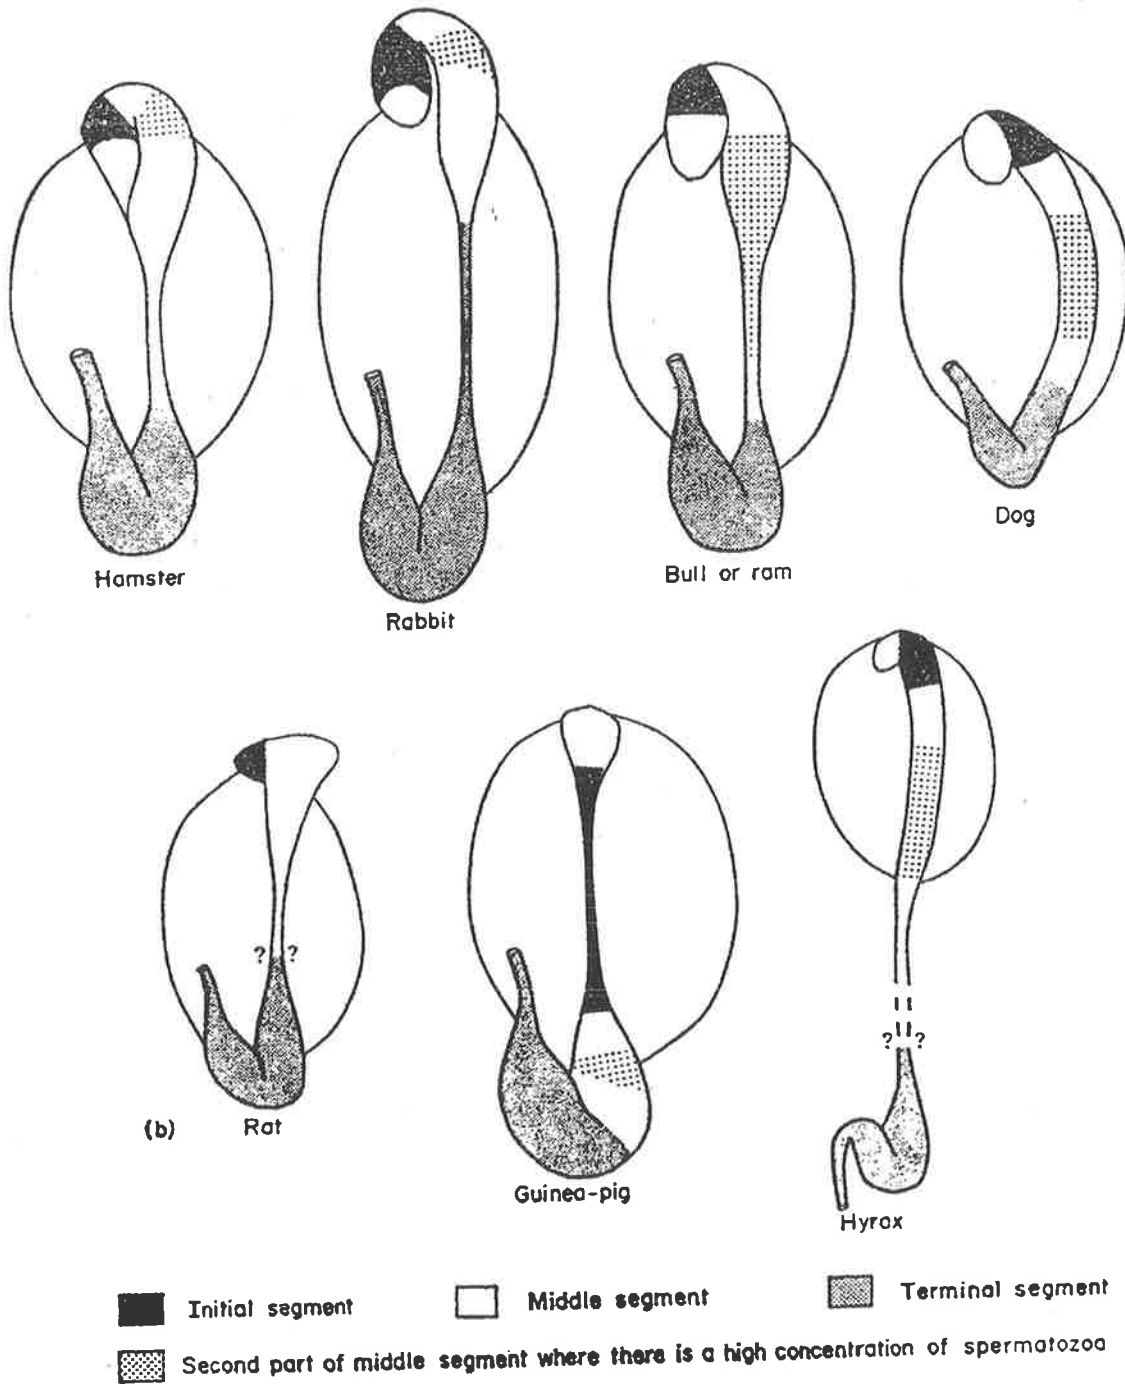 Hamster
Rabbit
Bull or ram
Dog
? ?
(b) Rat
Guinea-pig
? ?
Hyrax
Initial segment
Middle segment
Terminal segment
Second part of middle segment where there is a high concentration of spermatozoa